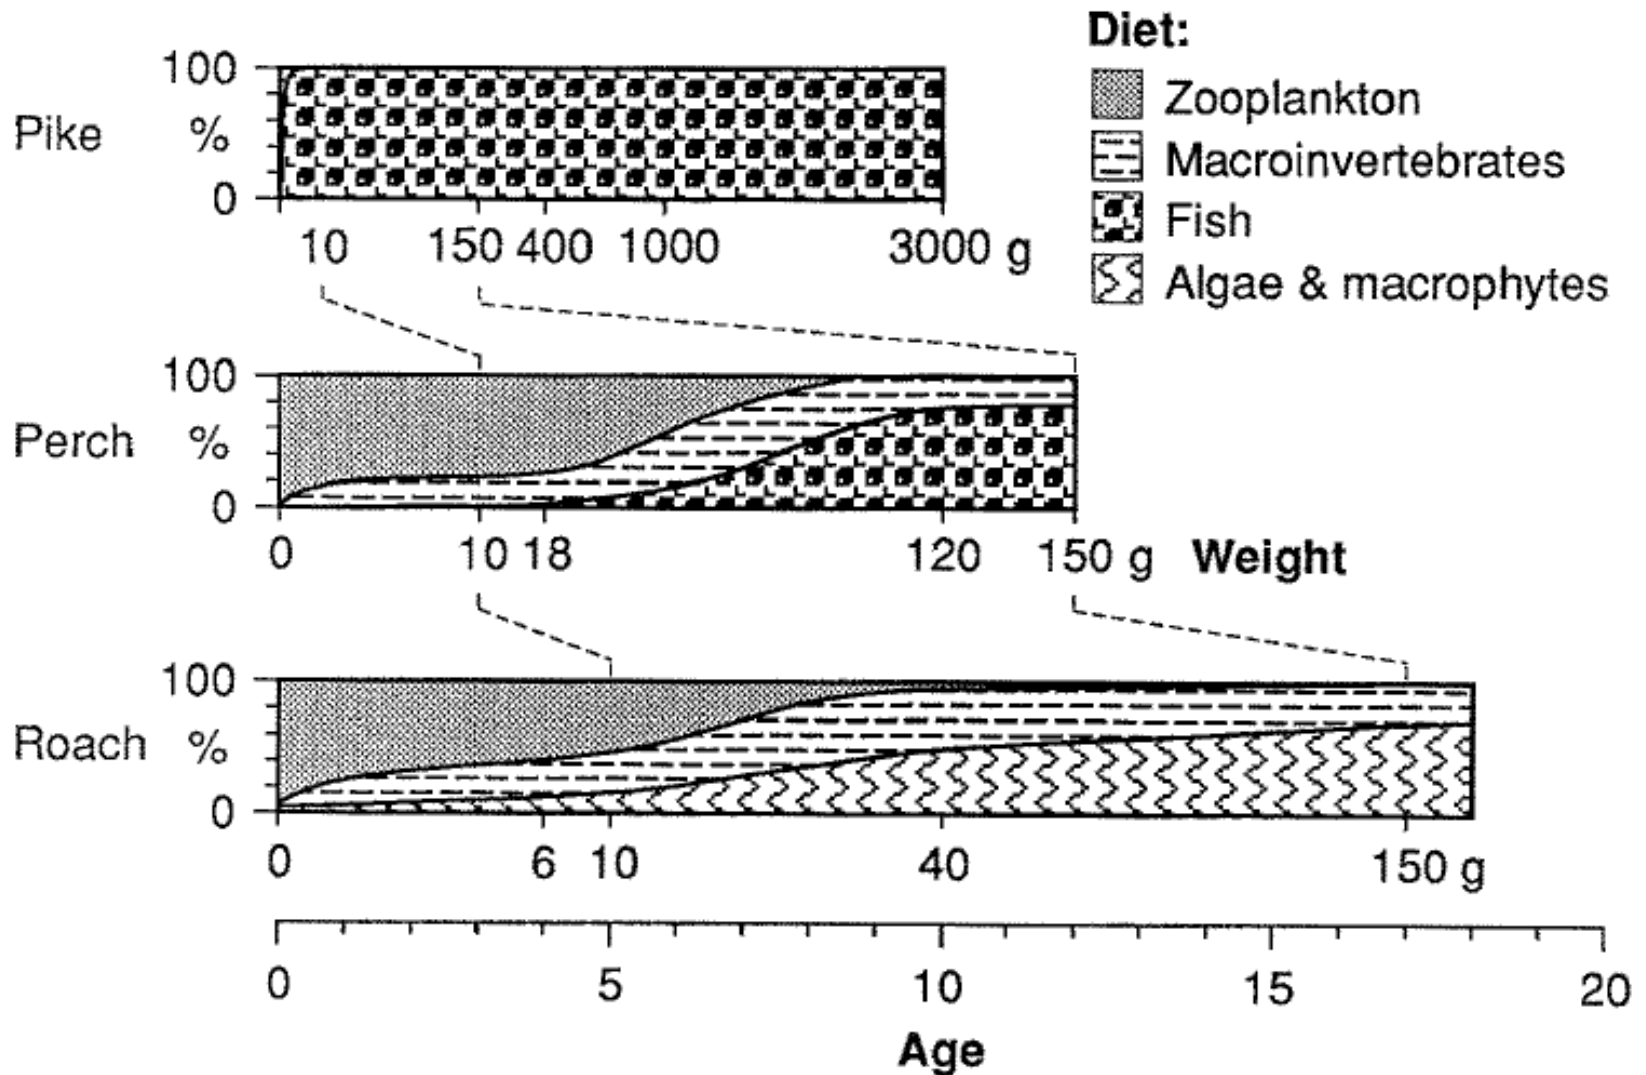 Diet:
Zooplankton
Macroinvertebrates
Fish
Algae & macrophytes
100
Pike %
0
10 150 400 1000 3000 g
100
Perch %
0
0 10 18 120 150 g Weight
100
Roach %
0
0 6 10 40 150 g
0 5 10 15 20
Age